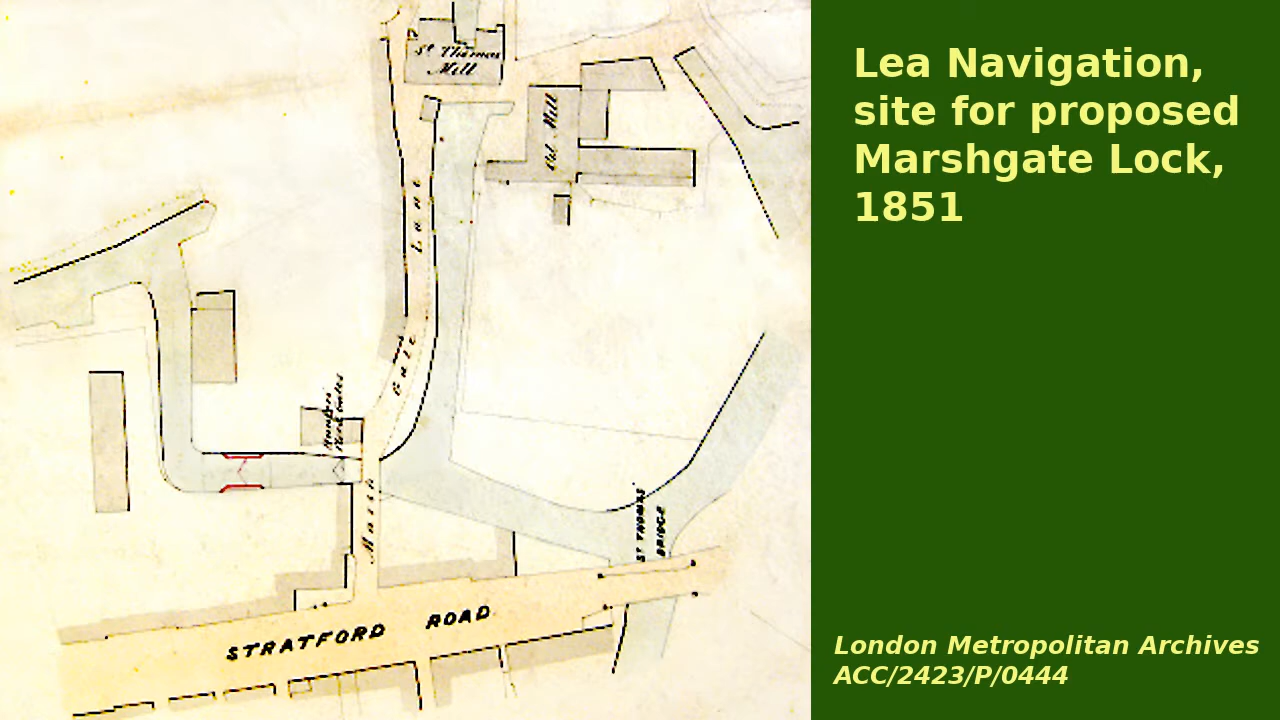 St Thomas
Mill
Oil Mill
Marsh Gate Lane
ST THOMAS
BRIDGE
STRATFORD ROAD
Lea Navigation,
site for proposed
Marshgate Lock,
1851
London Metropolitan Archives
ACC/2423/P/0444